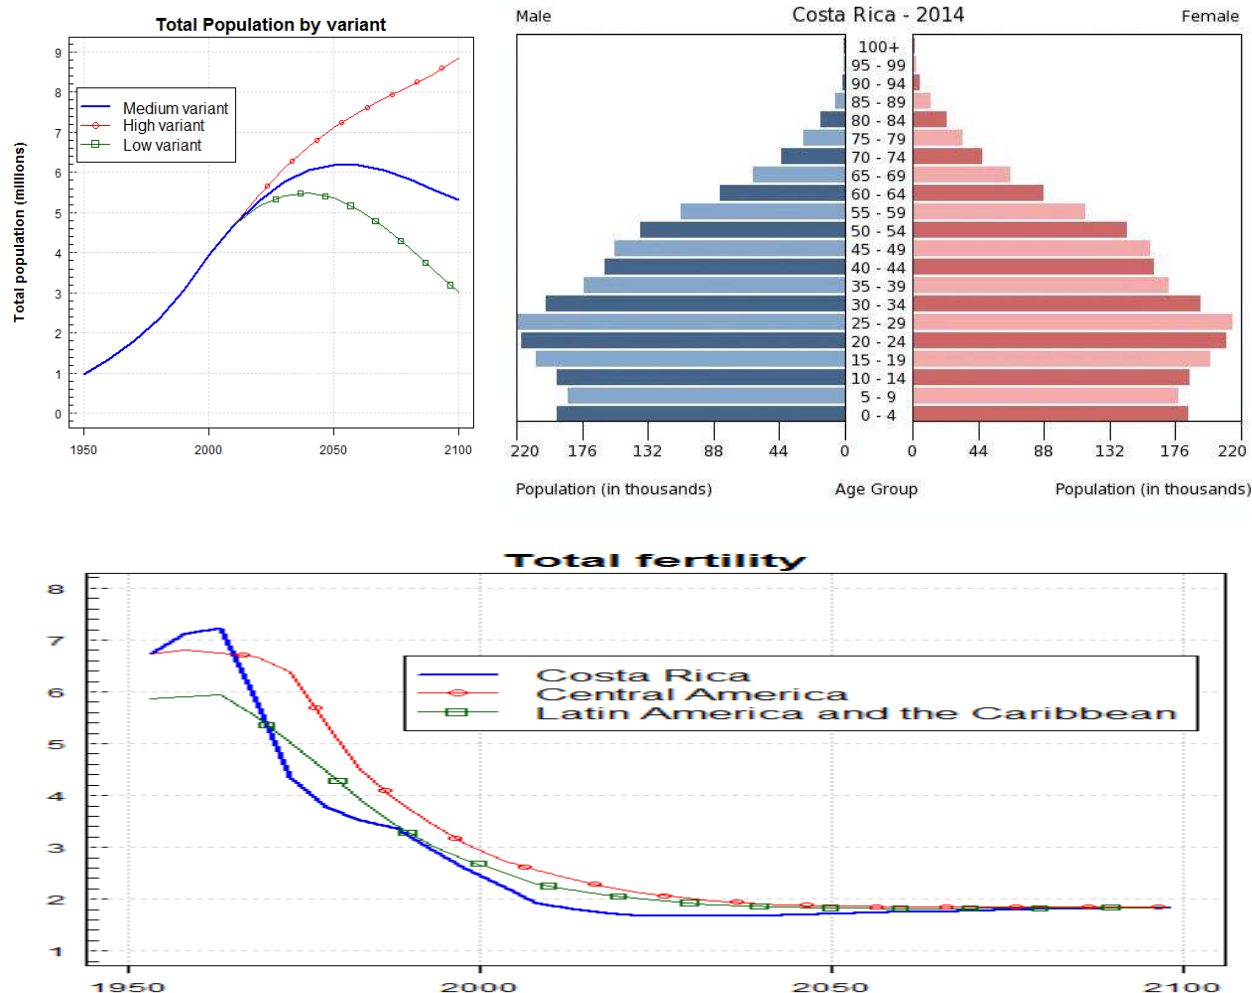 Total Population by variant
Total population (millions)
9
8
7
6
5
4
3
2
1
0
Medium variant
High variant
Low variant
1950 2000 2050 2100
Male Costa Rica - 2014 Female
100+
95 - 99
90 - 94
85 - 89
80 - 84
75 - 79
70 - 74
65 - 69
60 - 64
55 - 59
50 - 54
45 - 49
40 - 44
35 - 39
30 - 34
25 - 29
20 - 24
15 - 19
10 - 14
5 - 9
0 - 4
220 176 132 88 44 0 0 44 88 132 176 220
Population (in thousands) Age Group Population (in thousands)
Total fertility
8
7
6
5
4
3
2
1
Costa Rica
Central America
Latin America and the Caribbean
1950 2000 2050 2100